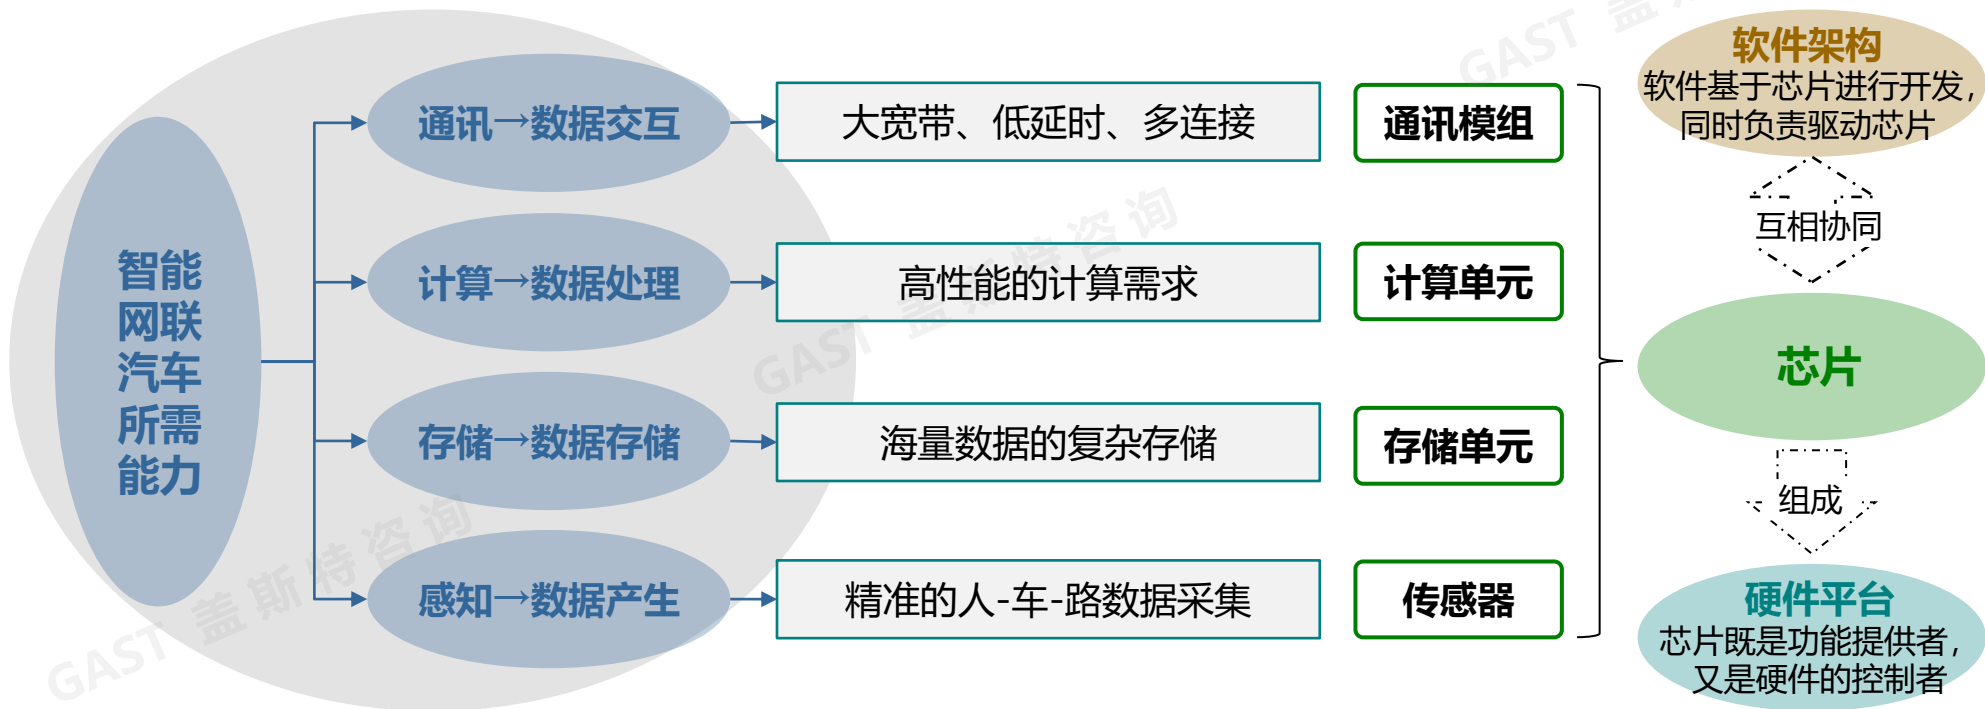 智能
网联
汽车
所需
能力
通讯→数据交互
大宽带、低延时、多连接
通讯模组
计算→数据处理
高性能的计算需求
计算单元
存储→数据存储
海量数据的复杂存储
存储单元
感知→数据产生
精准的人-车-路数据采集
传感器
软件架构
软件基于芯片进行开发，
同时负责驱动芯片
互相协同
芯片
组成
硬件平台
芯片既是功能提供者，
又是硬件的控制者
GAST 盖斯特咨询
GAST 盖斯特咨询
GAST 盖斯